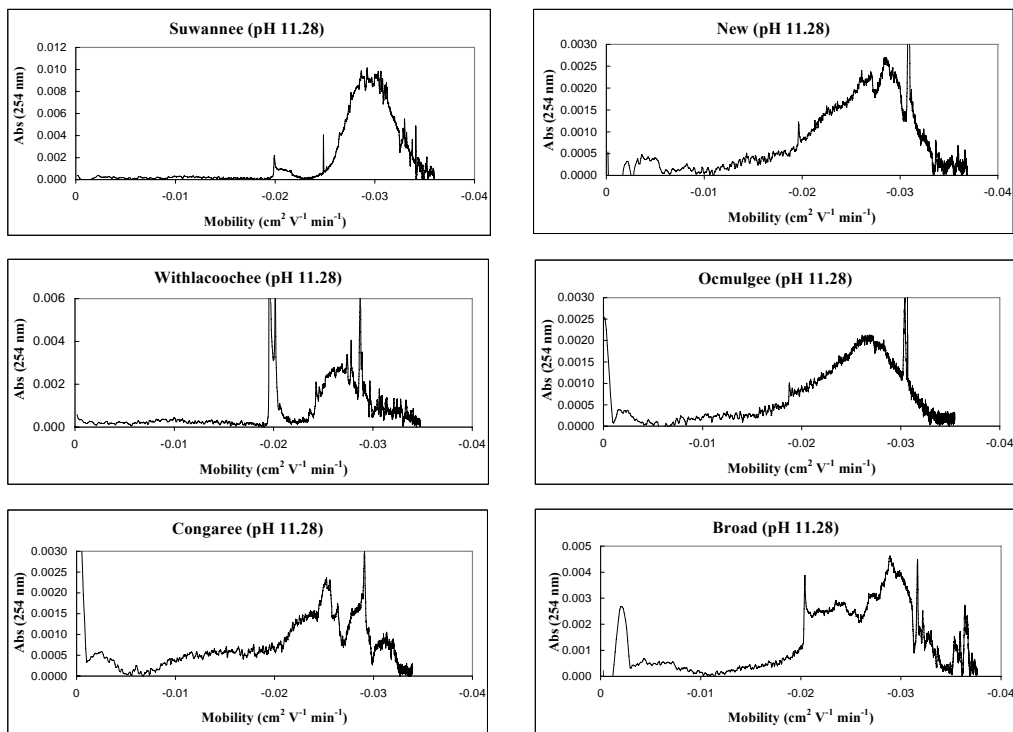 Suwannee (pH 11.28)
Abs (254 nm)
0.012
0.010
0.008
0.006
0.004
0.002
0.000
0 -0.01 -0.02 -0.03 -0.04
Mobility (cm² V⁻¹ min⁻¹)
New (pH 11.28)
Abs (254 nm)
0.0030
0.0025
0.0020
0.0015
0.0010
0.0005
0.0000
0 -0.01 -0.02 -0.03 -0.04
Mobility (cm² V⁻¹ min⁻¹)
Withlacoochee (pH 11.28)
Abs (254 nm)
0.006
0.004
0.002
0.000
0 -0.01 -0.02 -0.03 -0.04
Mobility (cm² V⁻¹ min⁻¹)
Ocmulgee (pH 11.28)
Abs (254 nm)
0.0030
0.0025
0.0020
0.0015
0.0010
0.0005
0.0000
0 -0.01 -0.02 -0.03 -0.04
Mobility (cm² V⁻¹ min⁻¹)
Congaree (pH 11.28)
Abs (254 nm)
0.0030
0.0025
0.0020
0.0015
0.0010
0.0005
0.0000
0 -0.01 -0.02 -0.03 -0.04
Mobility (cm² V⁻¹ min⁻¹)
Broad (pH 11.28)
Abs (254 nm)
0.005
0.004
0.003
0.002
0.001
0.000
0 -0.01 -0.02 -0.03 -0.04
Mobility (cm² V⁻¹ min⁻¹)